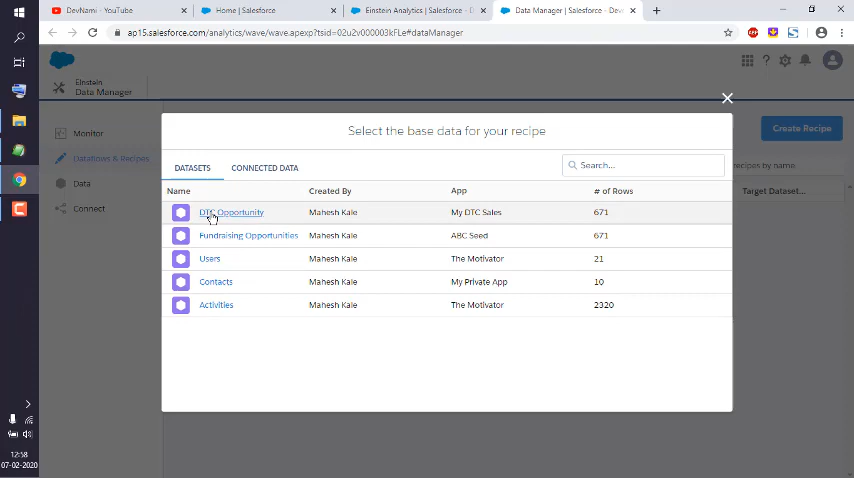 DevNami - YouTube
Home | Salesforce
Einstein Analytics | Salesforce - D
Data Manager | Salesforce - Dev
ap15.salesforce.com/analytics/wave/wave.apexp?tsid=02u2v000003kFLe#dataManager
Einstein
Data Manager
Monitor
Dataflows & Recipes
Data
Connect
Create Recipe
recipes by name
Target Dataset...
Select the base data for your recipe
DATASETS
CONNECTED DATA
Search...
Name Created By App # of Rows
DTC Opportunity Mahesh Kale My DTC Sales 671
Fundraising Opportunities Mahesh Kale ABC Seed 671
Users Mahesh Kale The Motivator 21
Contacts Mahesh Kale My Private App 10
Activities Mahesh Kale The Motivator 2320
12:58
07-02-2020